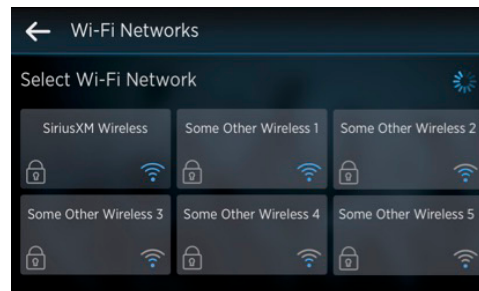 Wi-Fi Networks
Select Wi-Fi Network
SiriusXM Wireless
Some Other Wireless 1
Some Other Wireless 2
Some Other Wireless 3
Some Other Wireless 4
Some Other Wireless 5